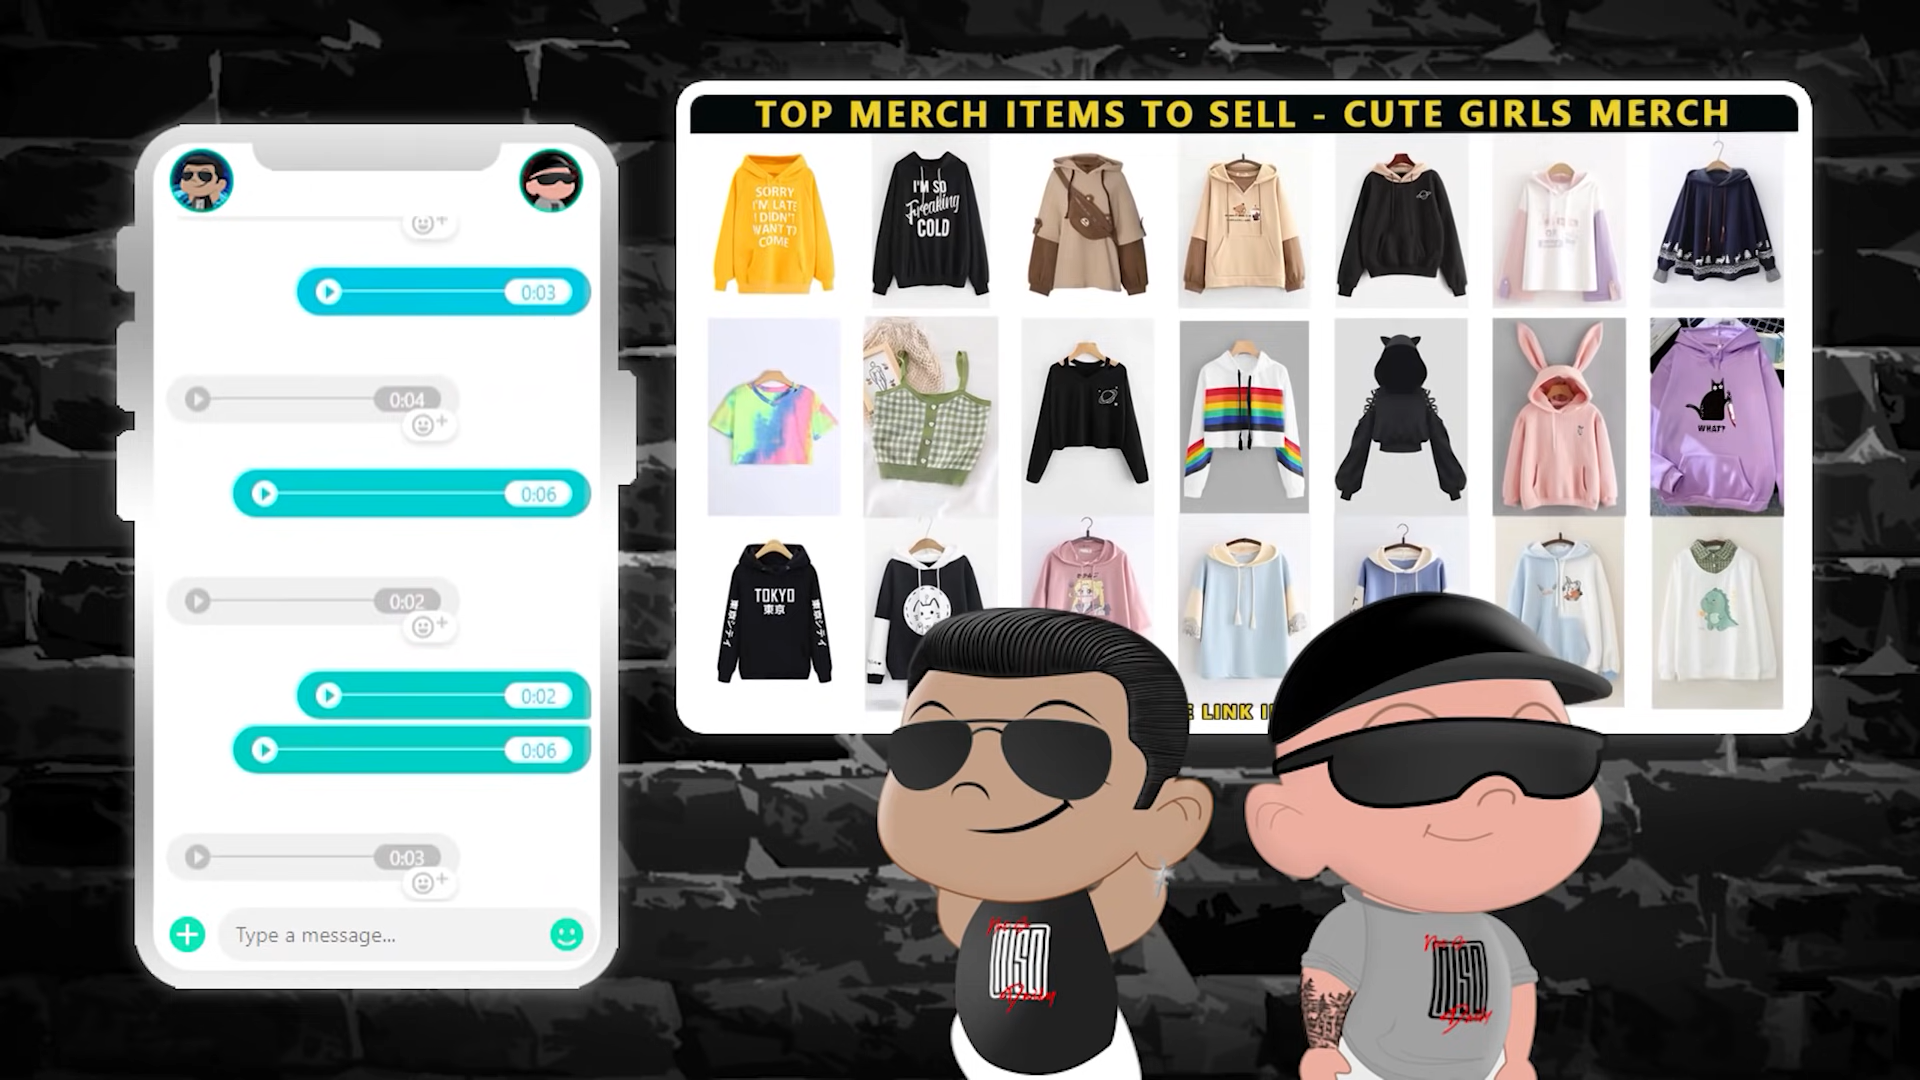 TOP MERCH ITEMS TO SELL - CUTE GIRLS MERCH
SORRY
I'M LATE
I DIDN'T
WANT TO
COME
I'M SO
Freaking
COLD
WHAT?
TOKYO
東京
0:03
0:04
0:06
0:02
0:02
0:06
0:03
Type a message...
LINK